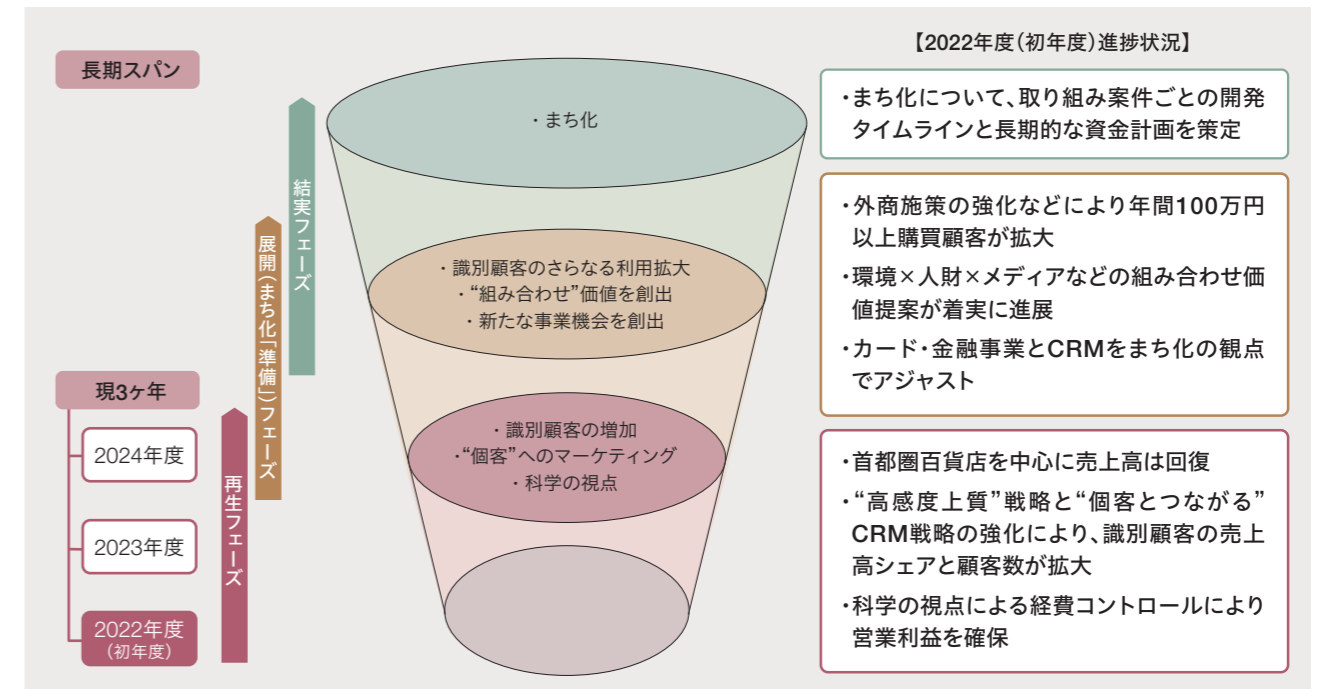 長期スパン
現3ヶ年
2024年度
2023年度
2022年度
(初年度)
再生フェーズ
展開(まち化「準備」)フェーズ
結実フェーズ
・まち化
・識別顧客のさらなる利用拡大
・“組み合わせ”価値を創出
・新たな事業機会を創出
・識別顧客の増加
・“個客”へのマーケティング
・科学の視点
【2022年度(初年度)進捗状況】
・まち化について、取り組み案件ごとの開発
タイムラインと長期的な資金計画を策定
・外商施策の強化などにより年間100万円
以上購買顧客が拡大
・環境×人財×メディアなどの組み合わせ価
値提案が着実に進展
・カード・金融事業とCRMをまち化の観点
でアジャスト
・首都圏百貨店を中心に売上高は回復
・“高感度上質”戦略と“個客とつながる”
CRM戦略の強化により、識別顧客の売上
高シェアと顧客数が拡大
・科学の視点による経費コントロールにより
営業利益を確保